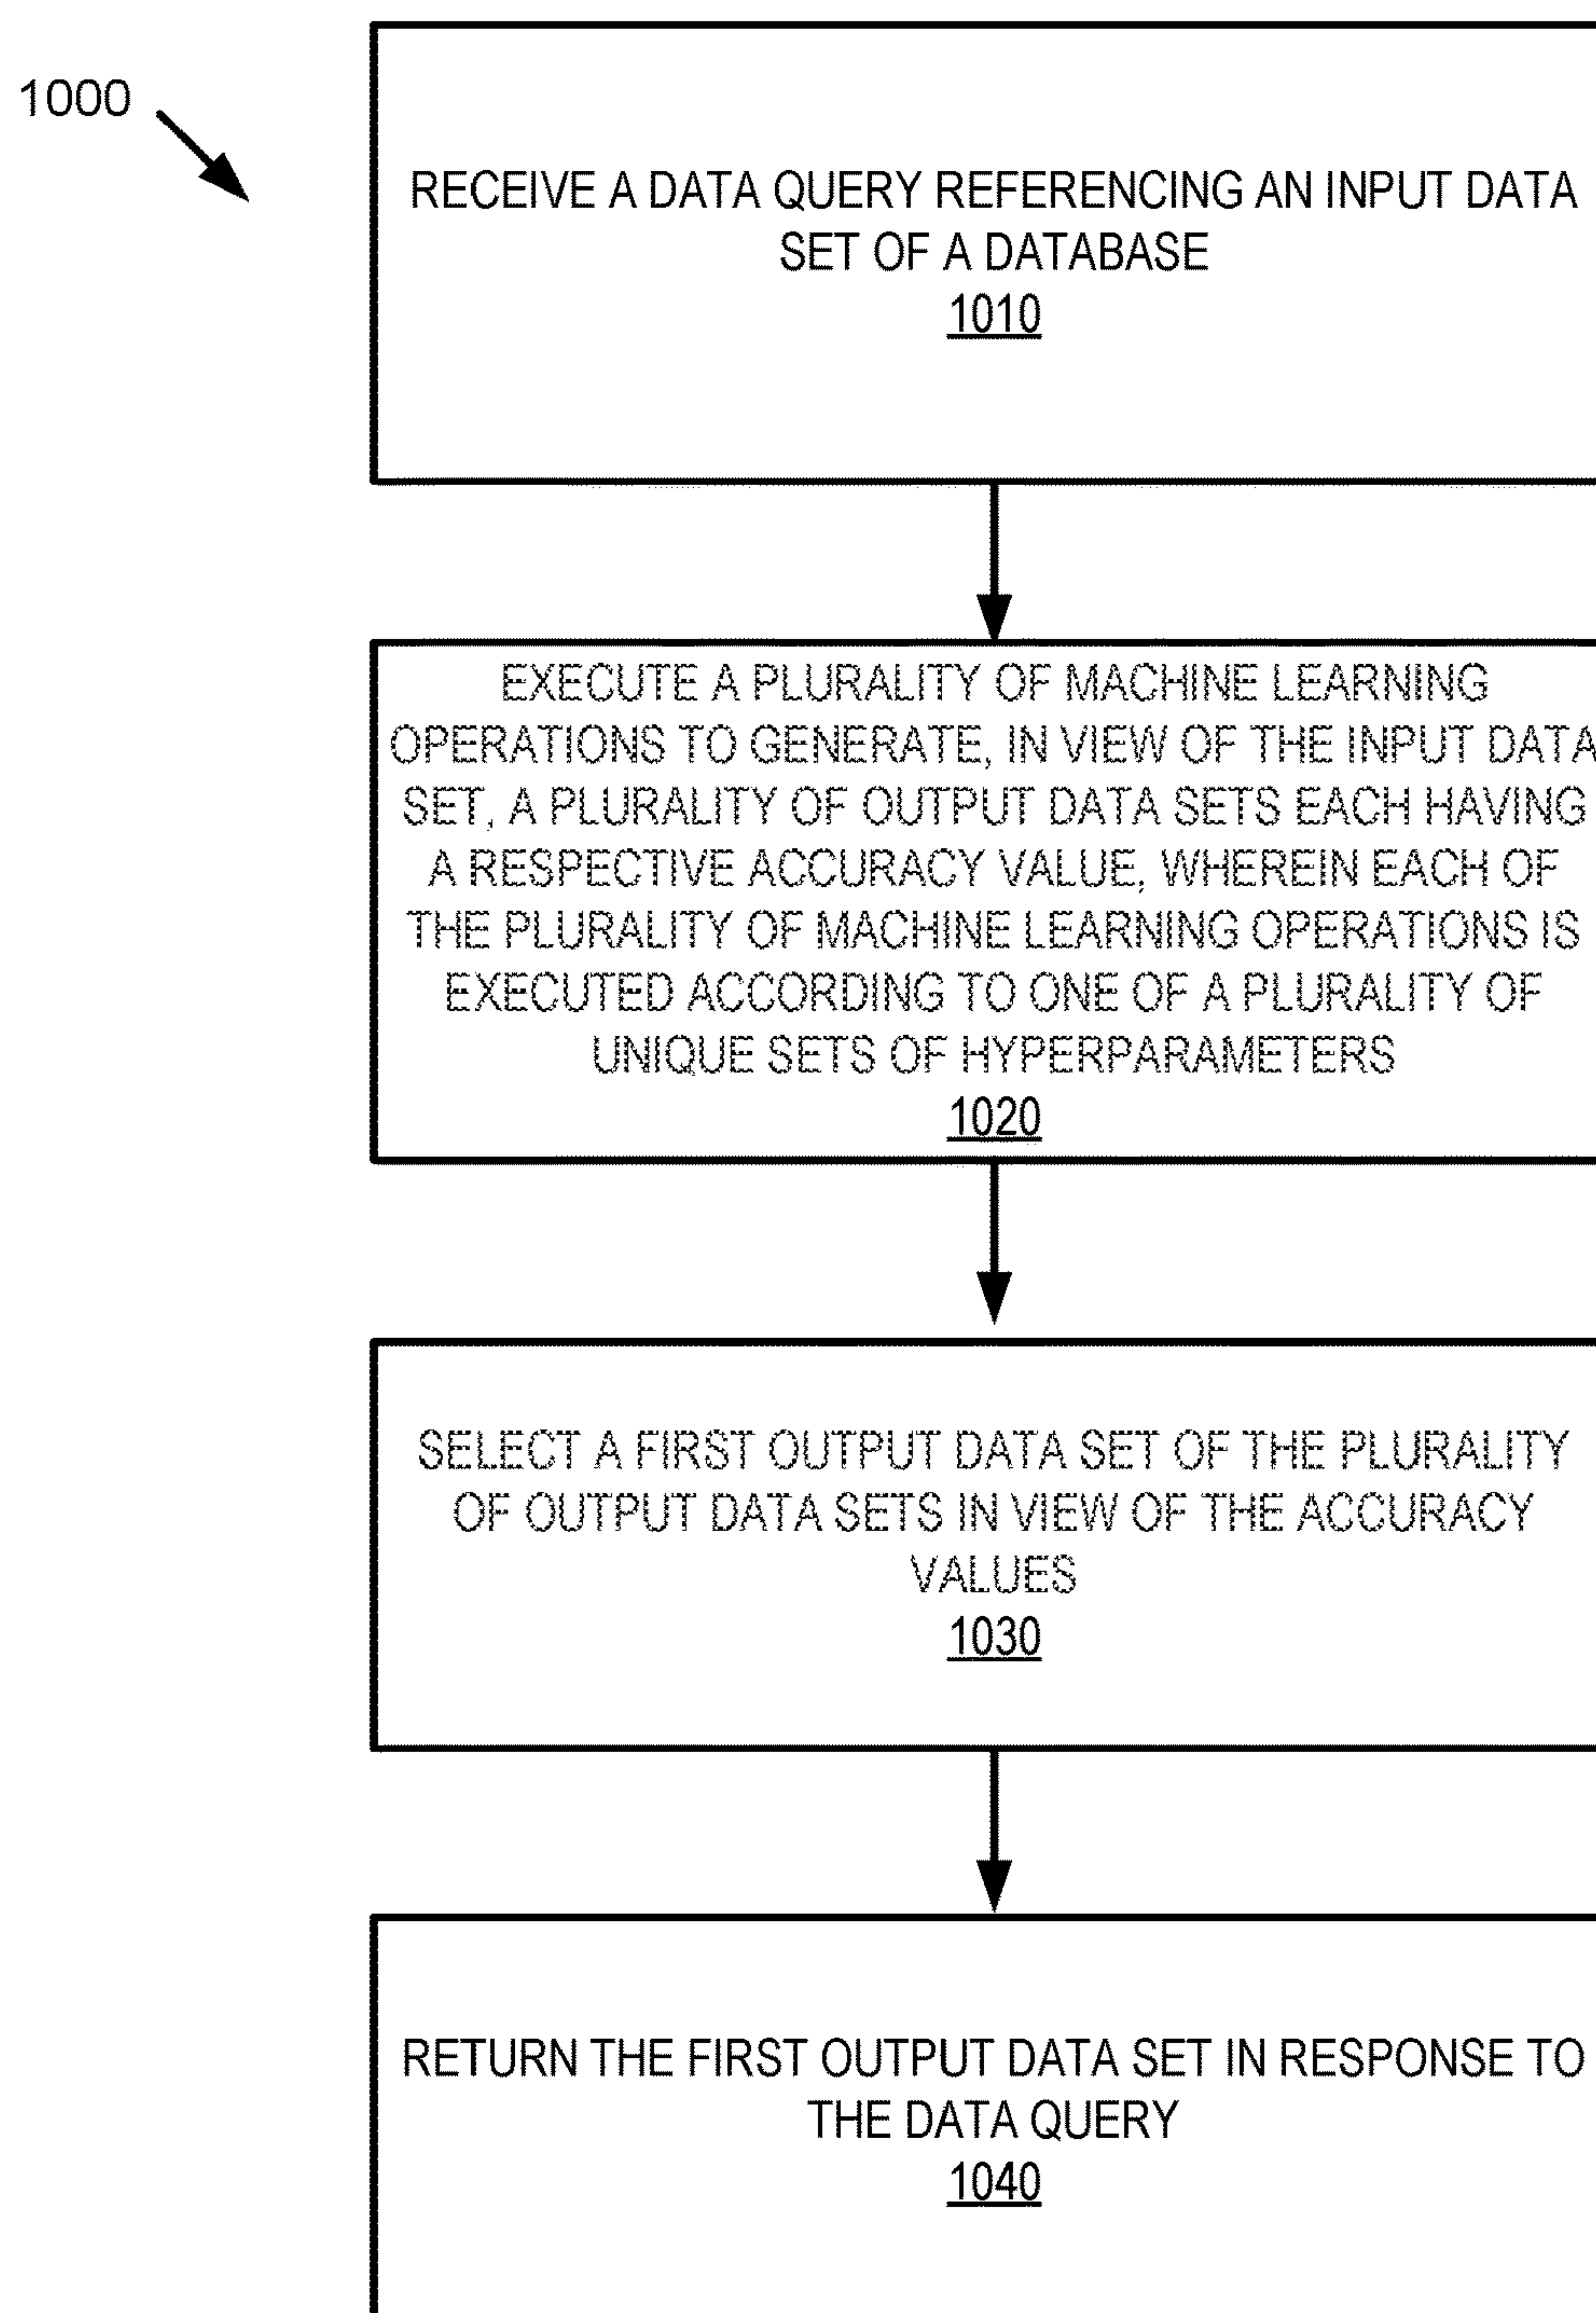 1000
RECEIVE A DATA QUERY REFERENCING AN INPUT DATA
SET OF A DATABASE
1010
EXECUTE A PLURALITY OF MACHINE LEARNING
OPERATIONS TO GENERATE, IN VIEW OF THE INPUT DATA
SET, A PLURALITY OF OUTPUT DATA SETS EACH HAVING
A RESPECTIVE ACCURACY VALUE, WHEREIN EACH OF
THE PLURALITY OF MACHINE LEARNING OPERATIONS IS
EXECUTED ACCORDING TO ONE OF A PLURALITY OF
UNIQUE SETS OF HYPERPARAMETERS
1020
SELECT A FIRST OUTPUT DATA SET OF THE PLURALITY
OF OUTPUT DATA SETS IN VIEW OF THE ACCURACY
VALUES
1030
RETURN THE FIRST OUTPUT DATA SET IN RESPONSE TO
THE DATA QUERY
1040